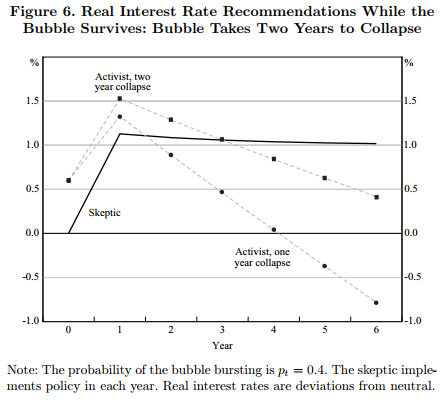 Figure 6. Real Interest Rate Recommendations While the
Bubble Survives: Bubble Takes Two Years to Collapse
% %
Activist, two
year collapse
1.5 1.5
1.0 1.0
0.5 0.5
Skeptic
0.0 0.0
Activist, one
year collapse
-0.5 -0.5
-1.0 -1.0
0 1 2 3 4 5 6
Year
Note: The probability of the bubble bursting is pₜ = 0.4. The skeptic imple-
ments policy in each year. Real interest rates are deviations from neutral.